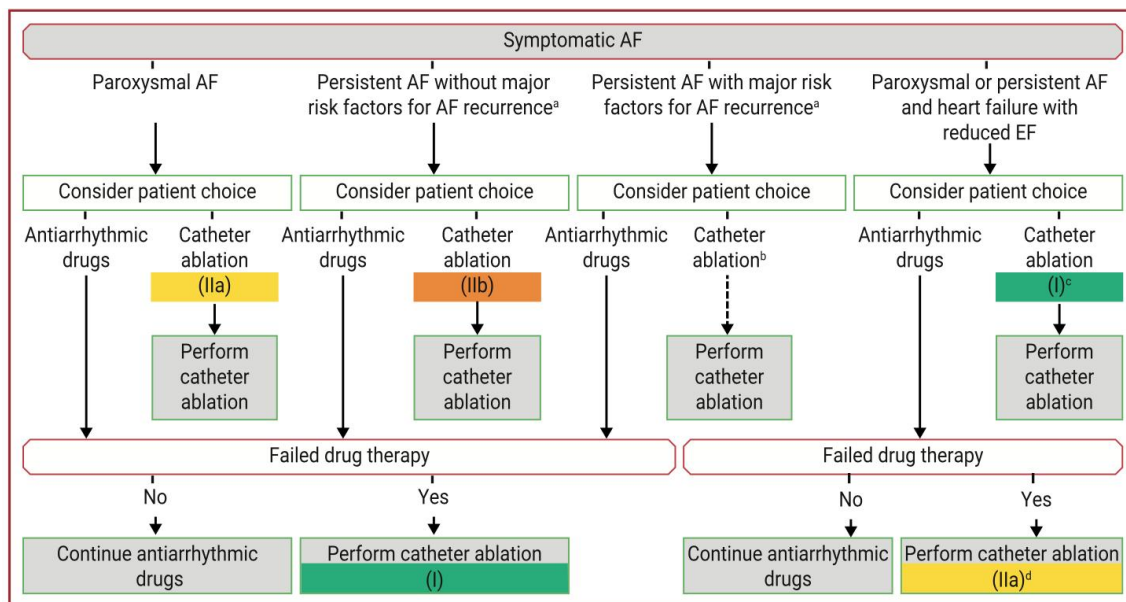 Symptomatic AF
Paroxysmal AF
Persistent AF without major
risk factors for AF recurrenceᵃ
Persistent AF with major risk
factors for AF recurrenceᵃ
Paroxysmal or persistent AF
and heart failure with
reduced EF
Consider patient choice
Consider patient choice
Consider patient choice
Consider patient choice
Antiarrhythmic
drugs
Catheter
ablation
(IIa)
Antiarrhythmic
drugs
Catheter
ablation
(IIb)
Antiarrhythmic
drugs
Catheter
ablationᵇ
Antiarrhythmic
drugs
Catheter
ablation
(I)ᶜ
Perform
catheter
ablation
Perform
catheter
ablation
Perform
catheter
ablation
Perform
catheter
ablation
Failed drug therapy
Failed drug therapy
No
Yes
No
Yes
Continue antiarrhythmic
drugs
Perform catheter ablation
(I)
Continue antiarrhythmic
drugs
Perform catheter ablation
(IIa)ᵈ